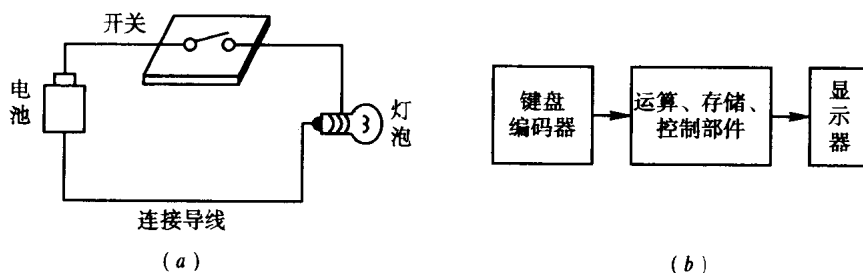 开关
电池
灯泡
连接导线
(a)
键盘
编码器
运算、存储、
控制部件
显示器
(b)